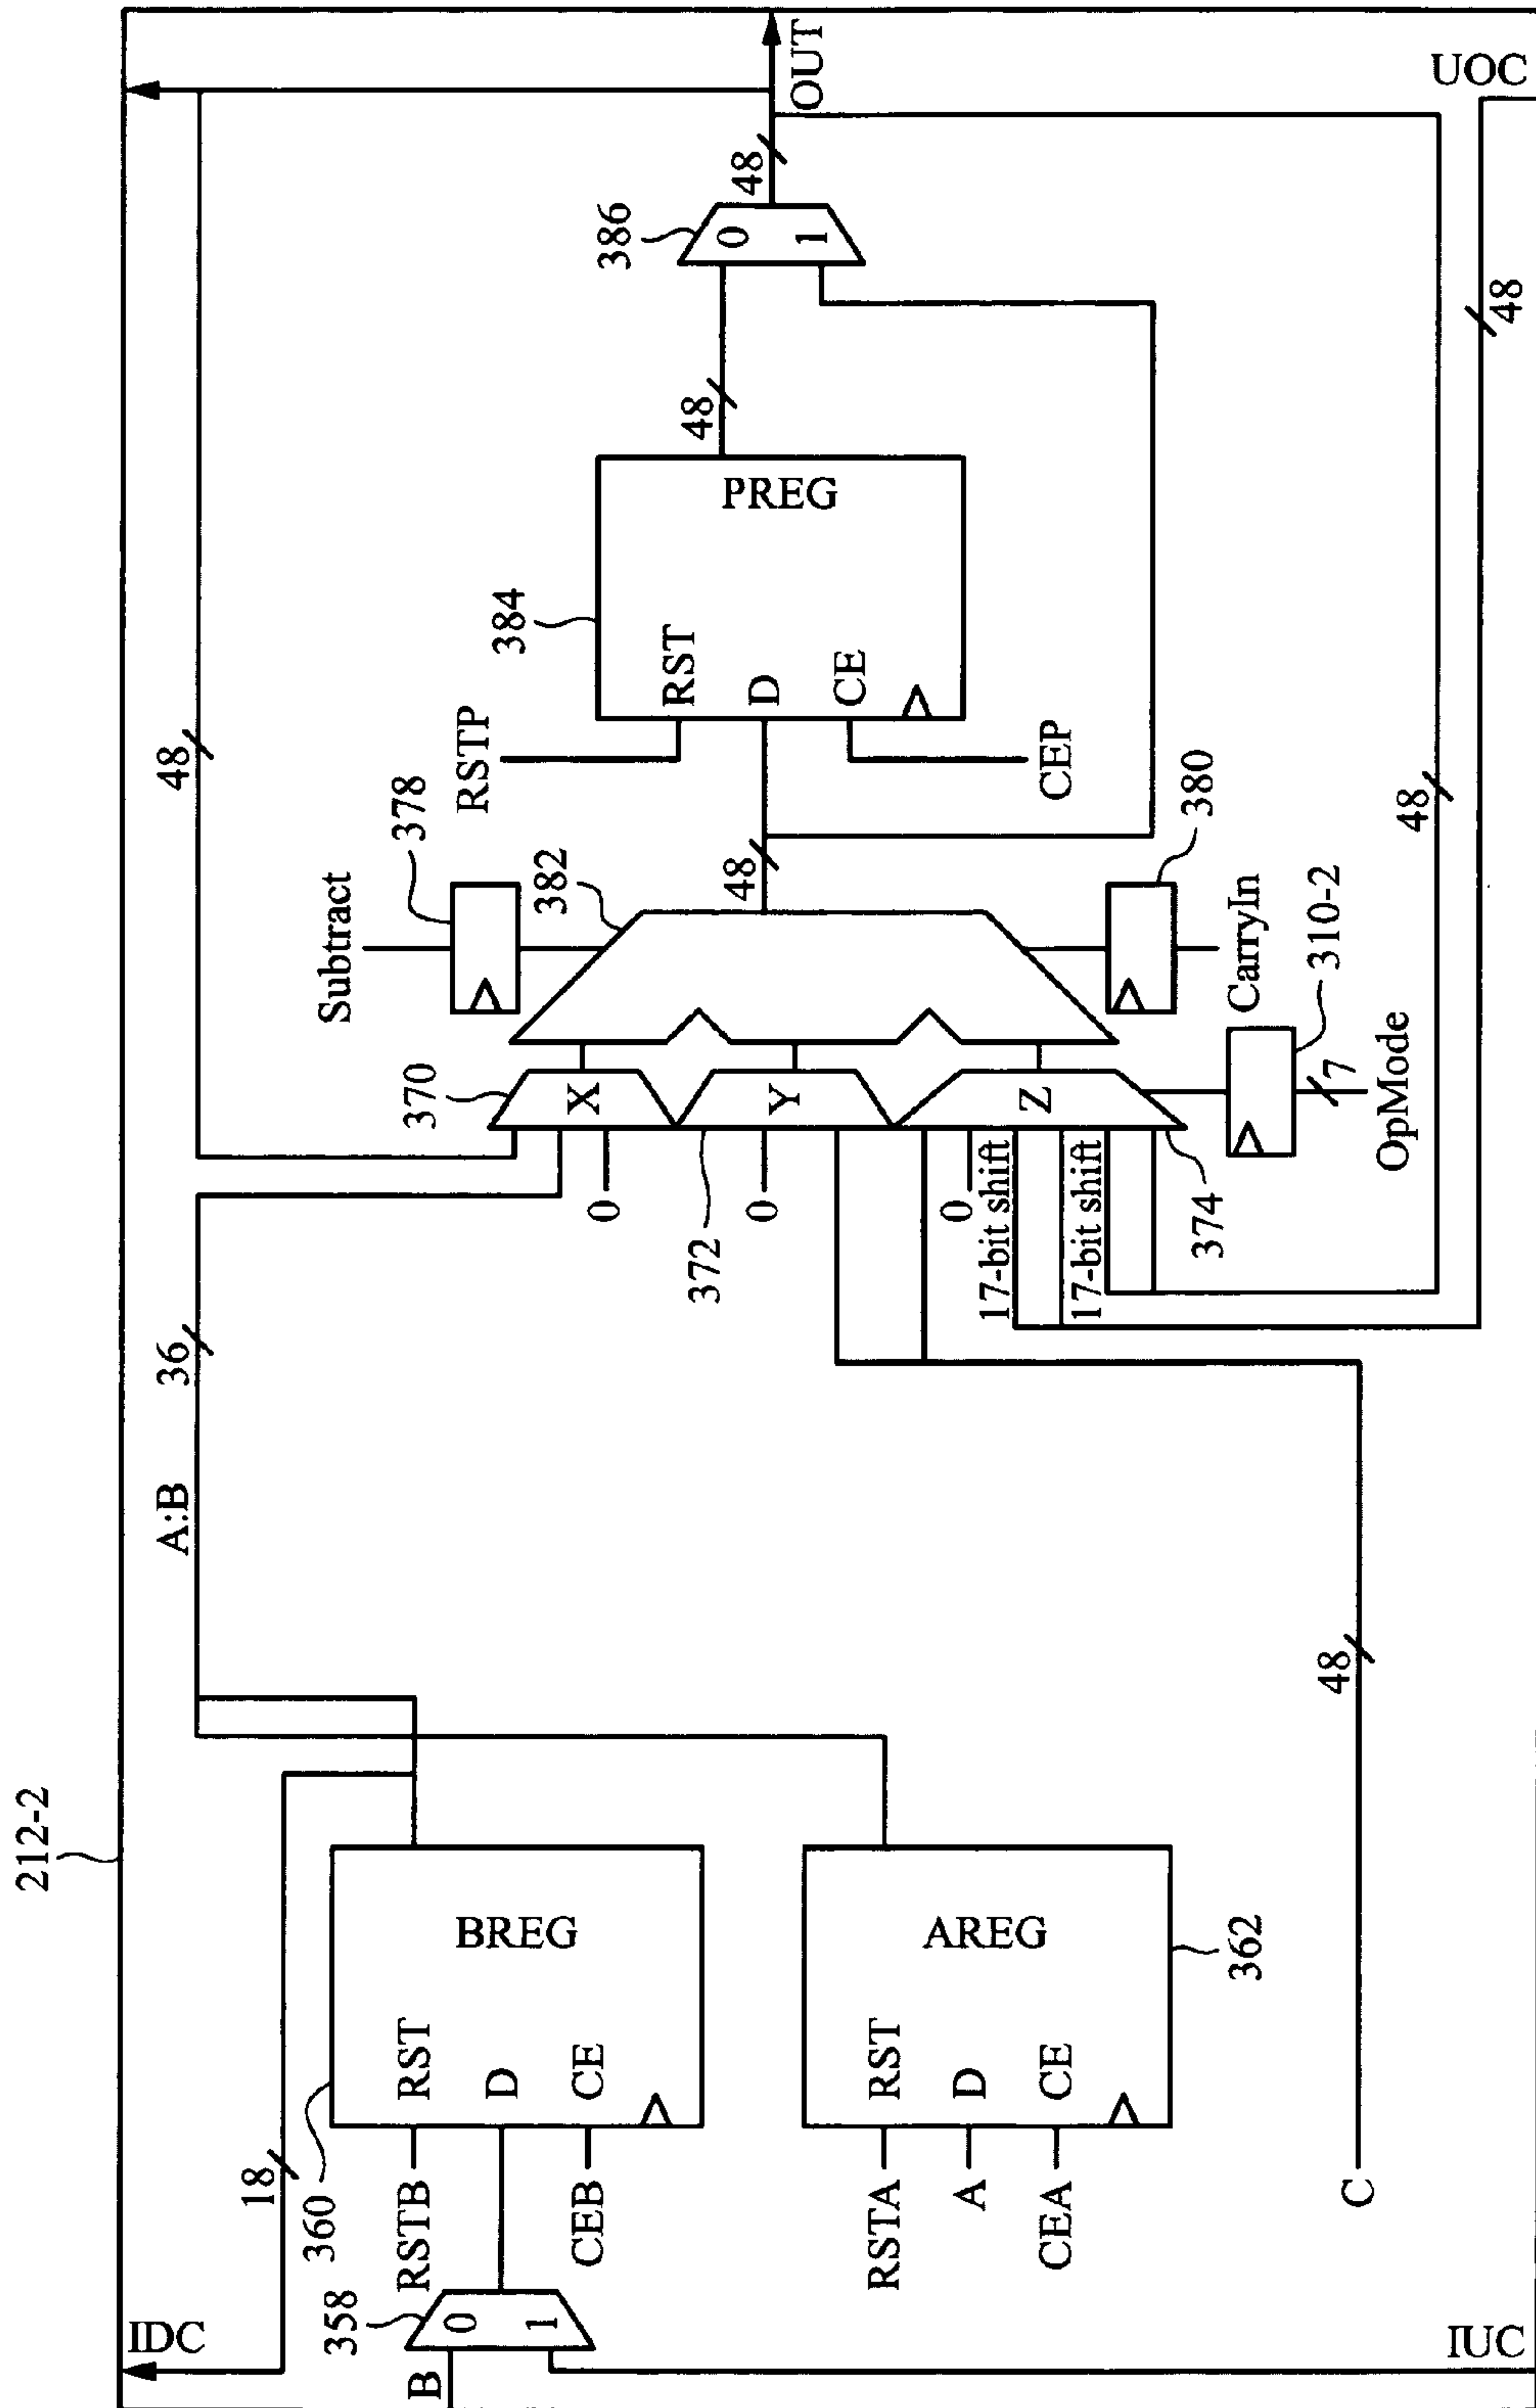 212-2
IDC
18
A:B
36
48
OUT
UOC
B
358
0
1
360
RSTB
CEB
RST
D
CE
BREG
RSTA
A
CEA
RST
D
CE
AREG
362
IUC
C
48
370
X
0
372
Y
0
Z
0
17-bit shift
17-bit shift
374
Subtract
378
382
48
380
CarryIn
310-2
7
OpMode
RSTP
CEP
384
RST
D
CE
PREG
48
386
0
1
48
48
48